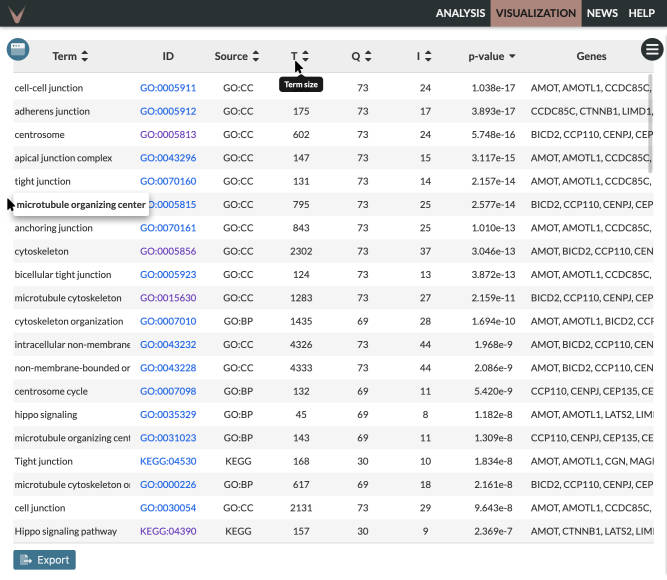 ANALYSIS VISUALIZATION NEWS HELP
Term ID Source T Q I p-value Genes
Term size
cell-cell junction GO:0005911 GO:CC 73 24 1.038e-17 AMOT, AMOTL1, CCDC85C,
adherens junction GO:0005912 GO:CC 175 73 17 3.893e-17 CCDC85C, CTNNB1, LIMD1,
centrosome GO:0005813 GO:CC 602 73 24 5.748e-16 BICD2, CCP110, CENPJ, CEP
apical junction complex GO:0043296 GO:CC 147 73 15 3.117e-15 AMOT, AMOTL1, CCDC85C,
tight junction GO:0070160 GO:CC 131 73 14 2.157e-14 AMOT, AMOTL1, CCDC85C,
microtubule organizing center O:0005815 GO:CC 795 73 25 2.577e-14 BICD2, CCP110, CENPJ, CEP
anchoring junction GO:0070161 GO:CC 843 73 25 1.010e-13 AMOT, AMOTL1, CCDC85C,
cytoskeleton GO:0005856 GO:CC 2302 73 37 3.046e-13 AMOT, BICD2, CCP110, CEN
bicellular tight junction GO:0005923 GO:CC 124 73 13 3.872e-13 AMOT, AMOTL1, CCDC85C,
microtubule cytoskeleton GO:0015630 GO:CC 1283 73 27 2.159e-11 BICD2, CCP110, CENPJ, CEP
cytoskeleton organization GO:0007010 GO:BP 1435 69 28 1.694e-10 AMOT, AMOTL1, BICD2, CC
intracellular non-membrane GO:0043232 GO:CC 4326 73 44 1.968e-9 AMOT, BICD2, CCP110, CEN
non-membrane-bounded or GO:0043228 GO:CC 4333 73 44 2.086e-9 AMOT, BICD2, CCP110, CEN
centrosome cycle GO:0007098 GO:BP 132 69 11 5.420e-9 CCP110, CENPJ, CEP135, CE
hippo signaling GO:0035329 GO:BP 45 69 8 1.182e-8 AMOT, AMOTL1, LATS2, LIM
microtubule organizing cent GO:0031023 GO:BP 143 69 11 1.309e-8 CCP110, CENPJ, CEP135, CE
Tight junction KEGG:04530 KEGG 168 30 10 1.834e-8 AMOT, AMOTL1, CGN, MAG
microtubule cytoskeleton o GO:0000226 GO:BP 617 69 18 2.161e-8 BICD2, CCP110, CENPJ, CEP
cell junction GO:0030054 GO:CC 2131 73 29 9.643e-8 AMOT, AMOTL1, CCDC85C,
Hippo signaling pathway KEGG:04390 KEGG 157 30 9 2.369e-7 AMOT, CTNNB1, LATS2, LIM
Export